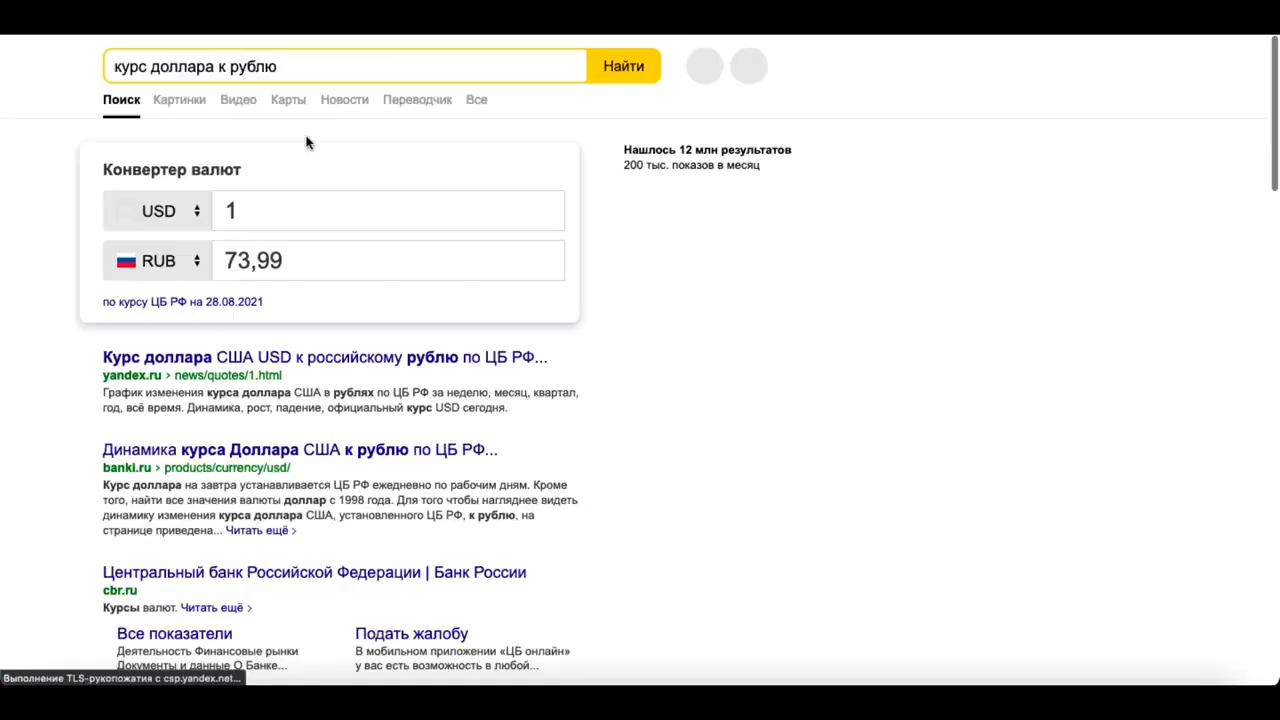 курс доллара к рублю
Найти
Поиск Картинки Видео Карты Новости Переводчик Все
Конвертер валют
USD 1
RUB 73,99
по курсу ЦБ РФ на 28.08.2021
Нашлось 12 млн результатов
200 тыс. показов в месяц
Курс доллара США USD к российскому рублю по ЦБ РФ...
yandex.ru › news/quotes/1.html
График изменения курса доллара США в рублях по ЦБ РФ за неделю, месяц, квартал,
год, всё время. Динамика, рост, падение, официальный курс USD сегодня.
Динамика курса Доллара США к рублю по ЦБ РФ...
banki.ru › products/currency/usd/
Курс доллара на завтра устанавливается ЦБ РФ ежедневно по рабочим дням. Кроме
того, найти все значения валюты доллар с 1998 года. Для того чтобы нагляднее видеть
динамику изменения курса доллара США, установленного ЦБ РФ, к рублю, на
странице приведена... Читать ещё ›
Центральный банк Российской Федерации | Банк России
cbr.ru
Курсы валют. Читать ещё ›
Все показатели
Деятельность Финансовые рынки
Документы и данные О Банке...
Подать жалобу
В мобильном приложении «ЦБ онлайн»
у вас есть возможность в любой...
Выполнение TLS-рукопожатия с csp.yandex.net...